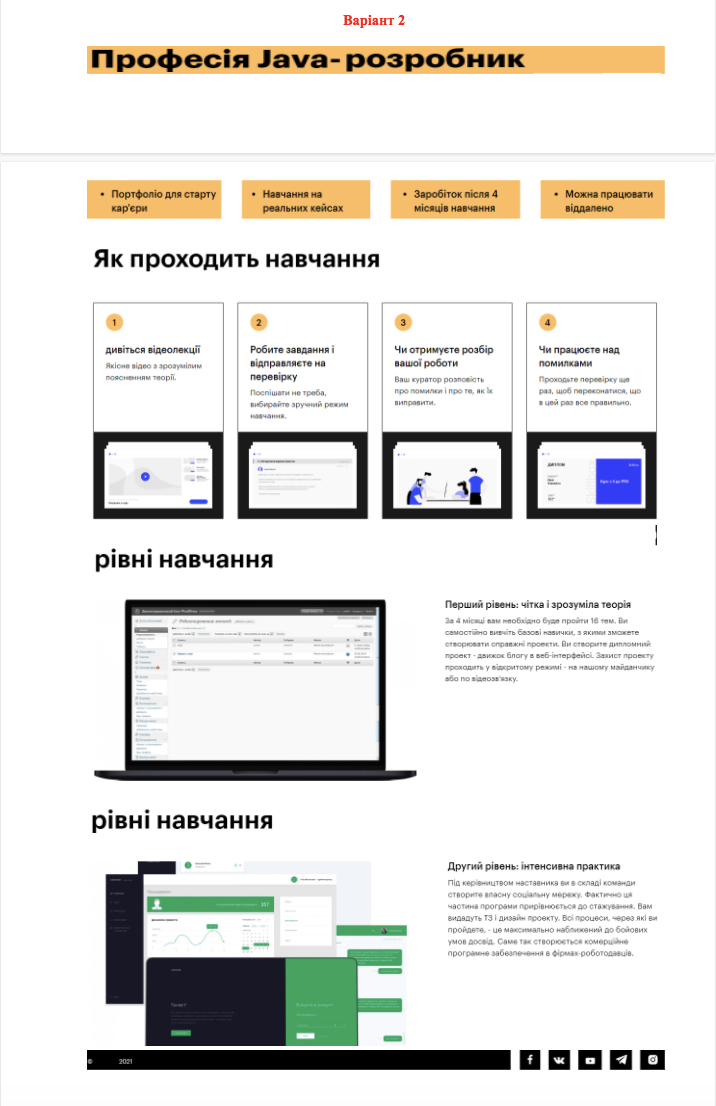 Варіант 2
Професія Java-розробник
• Портфоліо для старту
кар'єри
• Навчання на
реальних кейсах
• Заробіток після 4
місяців навчання
• Можна працювати
віддалено
Як проходить навчання
1
дивіться відеолекції
Якісне відео з зрозумілим
поясненням теорії.
2
Робите завдання і
відправляєте на
перевірку
Поспішати не треба,
вибирайте зручний режим
навчання.
3
Чи отримуєте розбір
вашої роботи
Ваш куратор розповість
про помилки і про те, як їх
виправити.
4
Чи працюєте над
помилками
Проходьте перевірку ще
раз, щоб переконатися, що
в цей раз все правильно.
ДИПЛОМ
рівні навчання
Перший рівень: чітка і зрозуміла теорія
За 4 місяці вам необхідно буде пройти 16 тем. Ви
самостійно вивчіть базові навички, з якими зможете
створювати справжні проекти. Ви створите дипломний
проект - движок блогу в веб-інтерфейсі. Захист проекту
проходить у відкритому режимі - на нашому майданчику
або по відеозв'язку.
рівні навчання
Другий рівень: інтенсивна практика
Під керівництвом наставника ви в складі команди
створите власну соціальну мережу. Фактично ця
частина програми прирівнюється до стажування. Вам
видадуть ТЗ і дизайн проекту. Всі процеси, через які ви
пройдете, - це максимально наближений до бойових
умов досвід. Саме так створюється комерційне
програмне забезпечення в фірмах-роботодавців.
357
© 2021